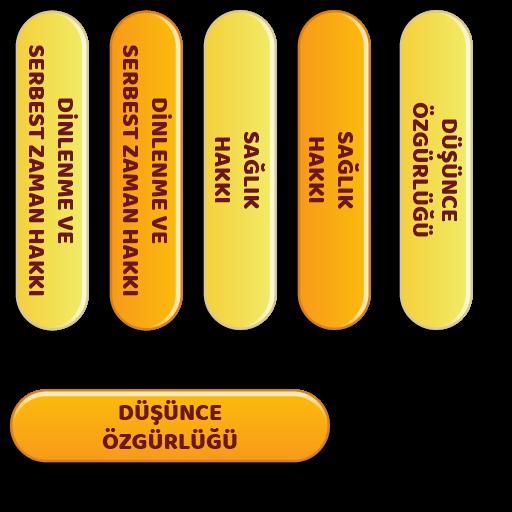 DİNLENME VE
SERBEST ZAMAN HAKKI
DİNLENME VE
SERBEST ZAMAN HAKKI
SAĞLIK
HAKKI
SAĞLIK
HAKKI
DÜŞÜNCE
ÖZGÜRLÜĞÜ
DÜŞÜNCE
ÖZGÜRLÜĞÜ